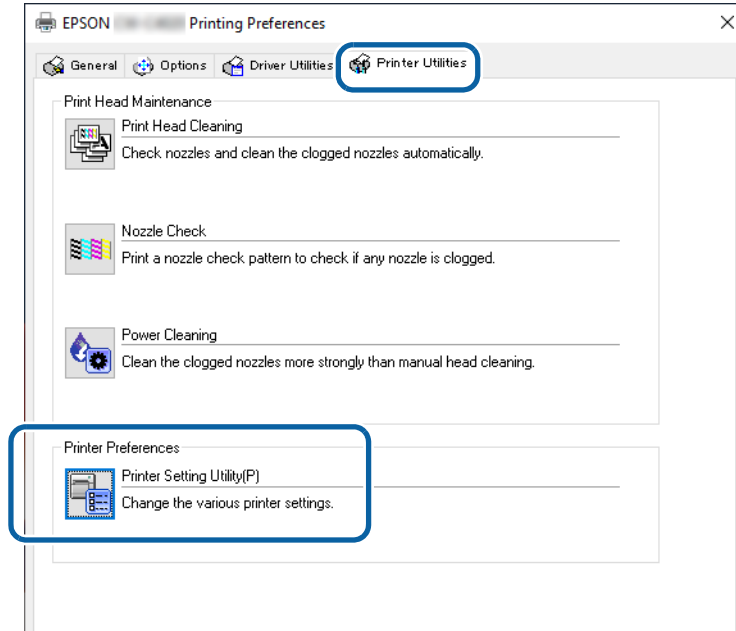 EPSON Printing Preferences
General Options Driver Utilities Printer Utilities
Print Head Maintenance
Print Head Cleaning
Check nozzles and clean the clogged nozzles automatically.
Nozzle Check
Print a nozzle check pattern to check if any nozzle is clogged.
Power Cleaning
Clean the clogged nozzles more strongly than manual head cleaning.
Printer Preferences
Printer Setting Utility(P)
Change the various printer settings.